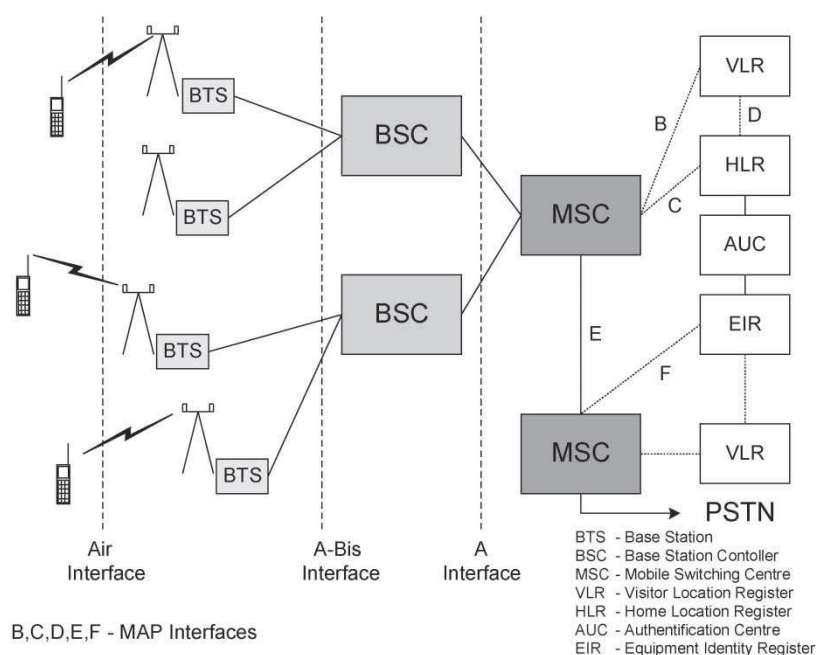 VLR
BTS
B
D
BSC
HLR
MSC
C
BTS
AUC
BSC
EIR
E
BTS
F
MSC
VLR
BTS
PSTN
Air
Interface
A-Bis
Interface
A
Interface
BTS - Base Station
BSC - Base Station Contoller
MSC - Mobile Switching Centre
VLR - Visitor Location Register
HLR - Home Location Register
AUC - Authentification Centre
EIR - Equipment Identity Register
B,C,D,E,F - MAP Interfaces